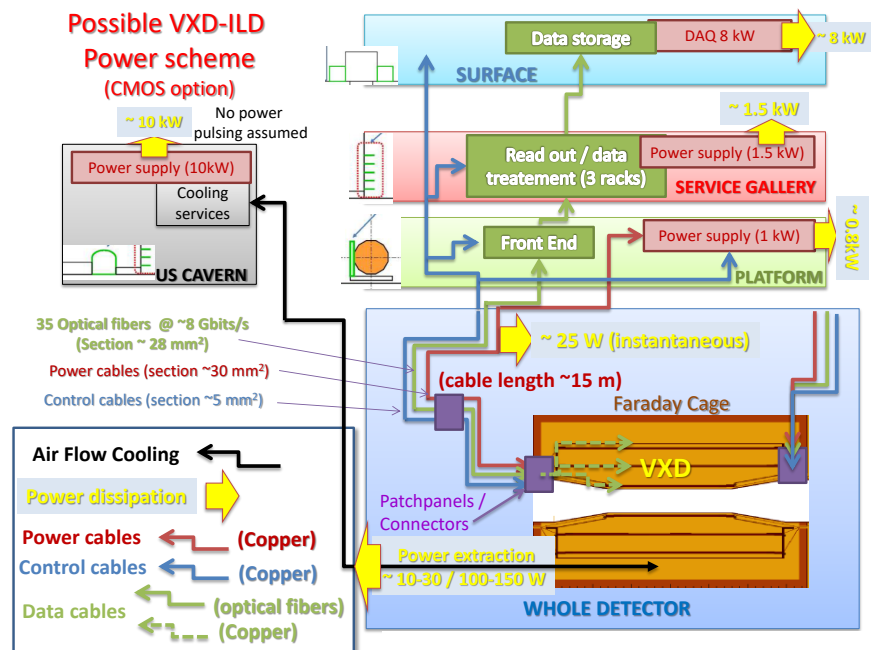 Possible VXD-ILD
Power scheme
(CMOS option)
No power
pulsing assumed
~ 10 kW
Power supply (10kW)
Cooling
services
US CAVERN
Data storage
DAQ 8 kW
~ 8 kW
SURFACE
~ 1.5 kW
Read out / data
treatement (3 racks)
Power supply (1.5 kW)
SERVICE GALLERY
Front End
Power supply (1 kW)
~ 0.8kW
PLATFORM
35 Optical fibers @ ~8 Gbits/s
(Section ~ 28 mm²)
Power cables (section ~30 mm²)
Control cables (section ~5 mm²)
~ 25 W (instantaneous)
(cable length ~15 m)
Faraday Cage
VXD
Patchpanels /
Connectors
Power extraction
~ 10-30 / 100-150 W
WHOLE DETECTOR
Air Flow Cooling
Power dissipation
Power cables (Copper)
Control cables (Copper)
Data cables (optical fibers)
(Copper)